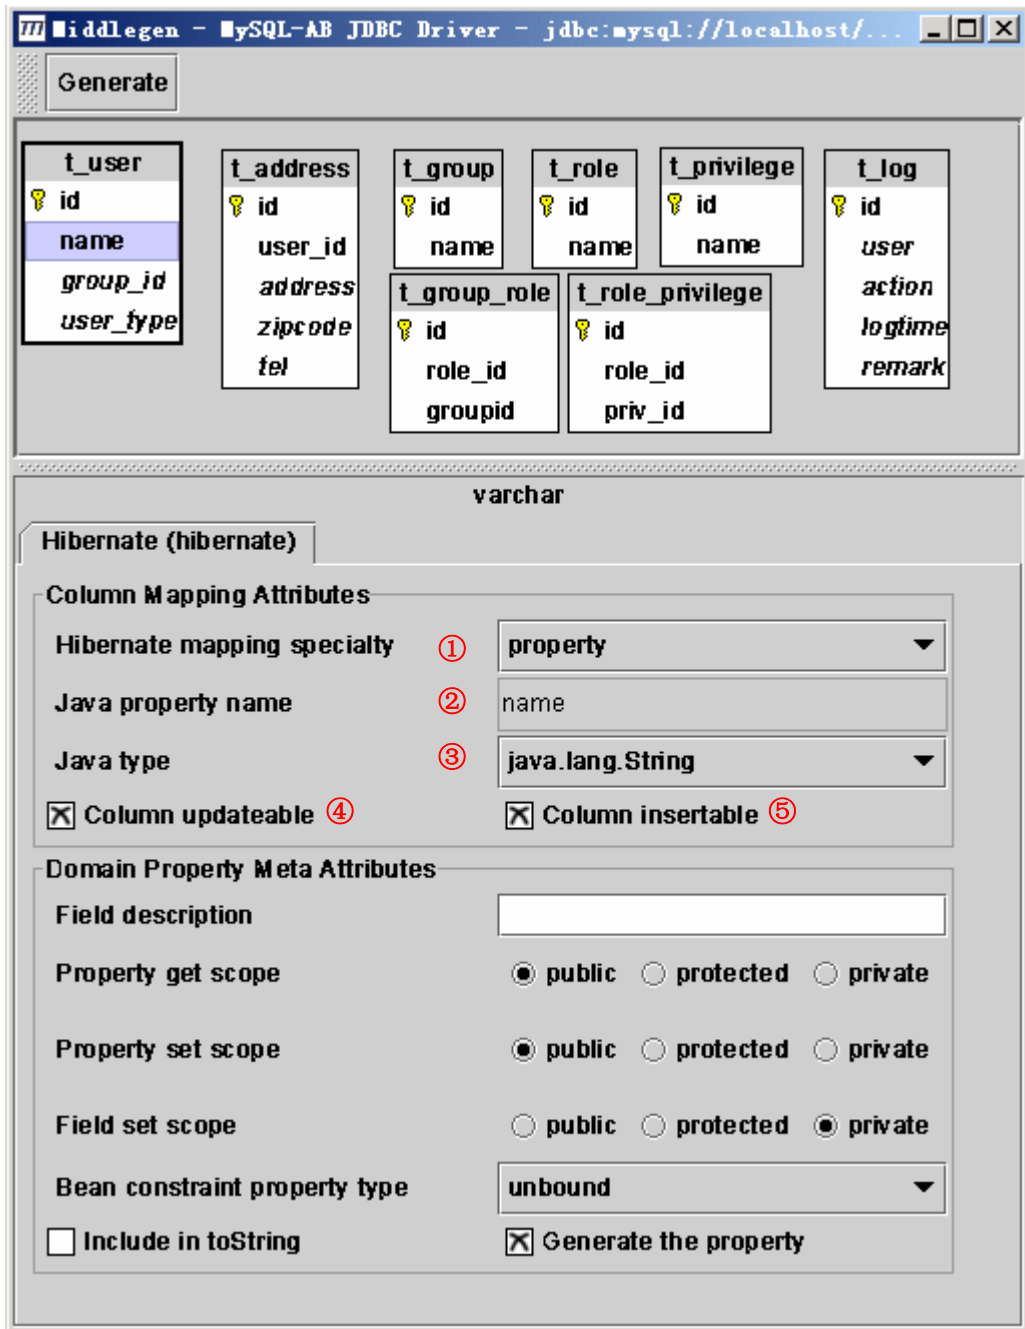 Middlegen - MySQL-AB JDBC Driver - jdbc:mysql://localhost/...
Generate
t_user
id
name
group_id
user_type
t_address
id
user_id
address
zipcode
tel
t_group
id
name
t_role
id
name
t_privilege
id
name
t_log
id
user
action
logtime
remark
t_group_role
id
role_id
groupid
t_role_privilege
id
role_id
priv_id
varchar
Hibernate (hibernate)
Column Mapping Attributes
Hibernate mapping specialty ① property
Java property name ② name
Java type ③ java.lang.String
Column updateable ④ Column insertable ⑤
Domain Property Meta Attributes
Field description
Property get scope public protected private
Property set scope public protected private
Field set scope public protected private
Bean constraint property type unbound
Include in toString Generate the property